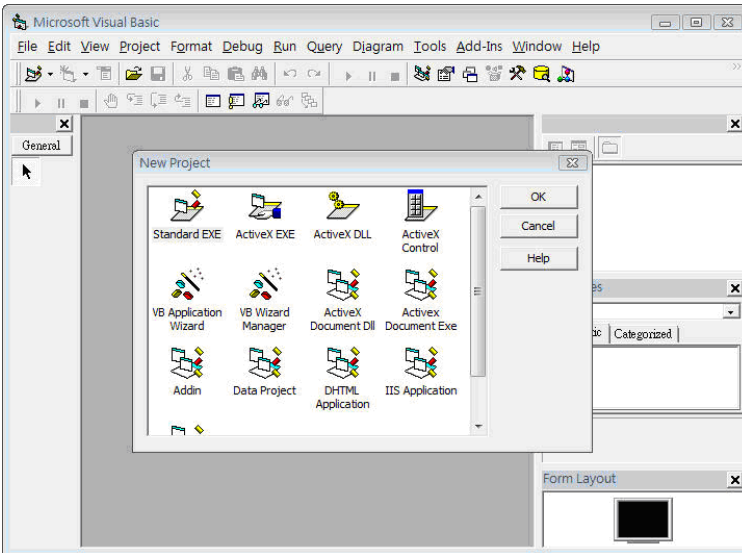 Microsoft Visual Basic
File Edit View Project Format Debug Run Query Diagram Tools Add-Ins Window Help
General
New Project
Standard EXE
ActiveX EXE
ActiveX DLL
ActiveX Control
OK
Cancel
Help
VB Application Wizard
VB Wizard Manager
ActiveX Document Dll
Activex Document Exe
Addin
Data Project
DHTML Application
IIS Application
Categorized
Form Layout